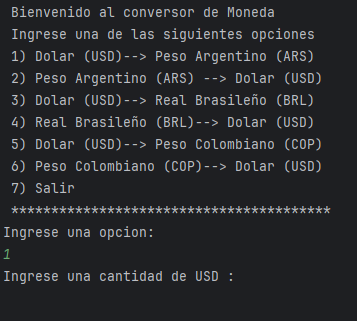 Bienvenido al conversor de Moneda
Ingrese una de las siguientes opciones
1) Dolar (USD)--> Peso Argentino (ARS)
2) Peso Argentino (ARS) --> Dolar (USD)
3) Dolar (USD)--> Real Brasileño (BRL)
4) Real Brasileño (BRL)--> Dolar (USD)
5) Dolar (USD)--> Peso Colombiano (COP)
6) Peso Colombiano (COP)--> Dolar (USD)
7) Salir
****************************************
Ingrese una opcion:
1
Ingrese una cantidad de USD :